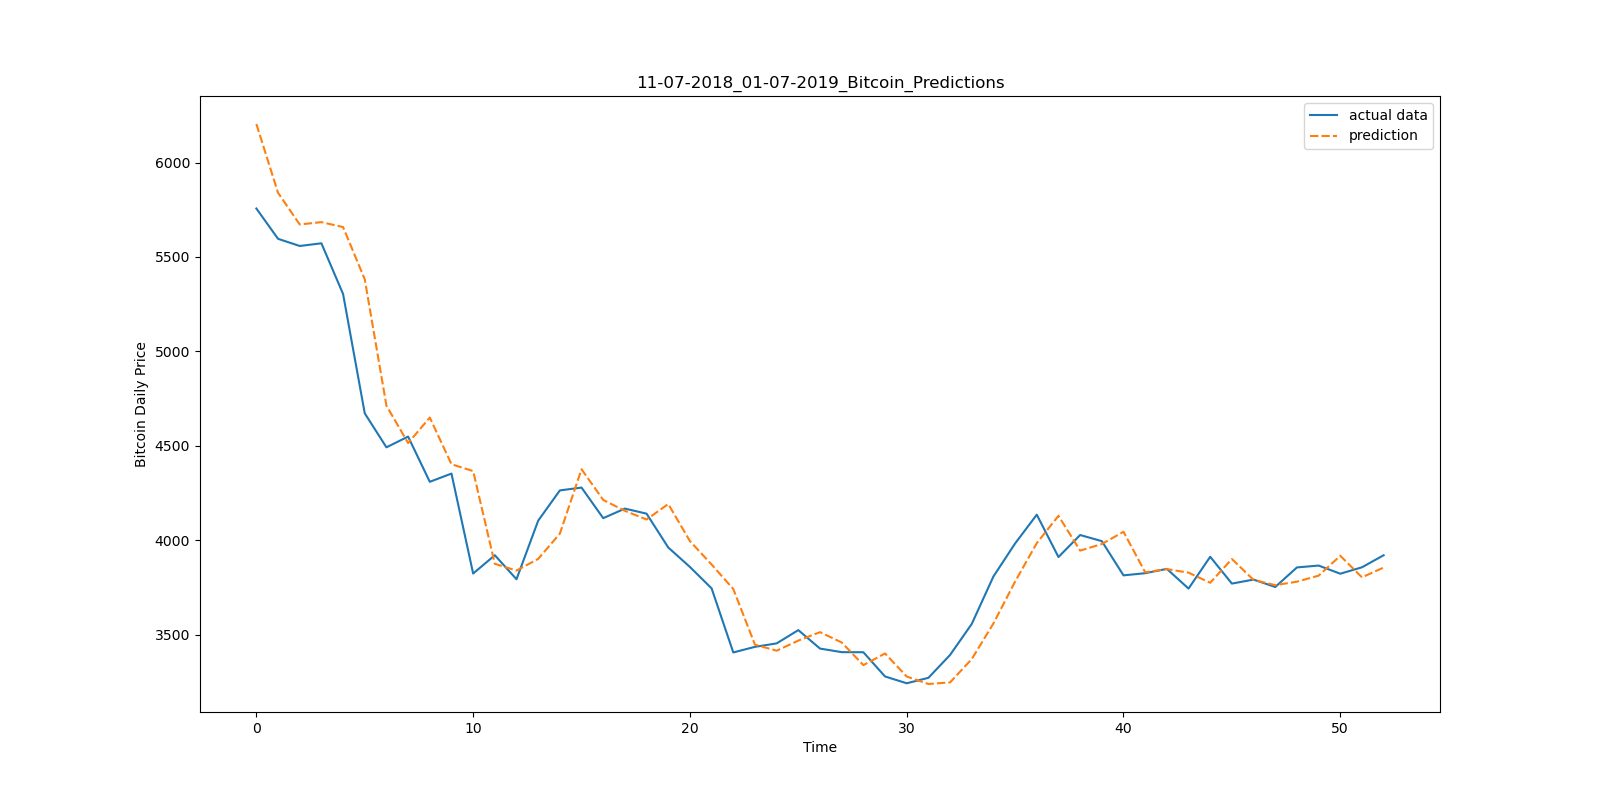 11-07-2018_01-07-2019_Bitcoin_Predictions
actual data
prediction
6000
5500
5000
4500
4000
3500
Bitcoin Daily Price
0 10 20 30 40 50
Time